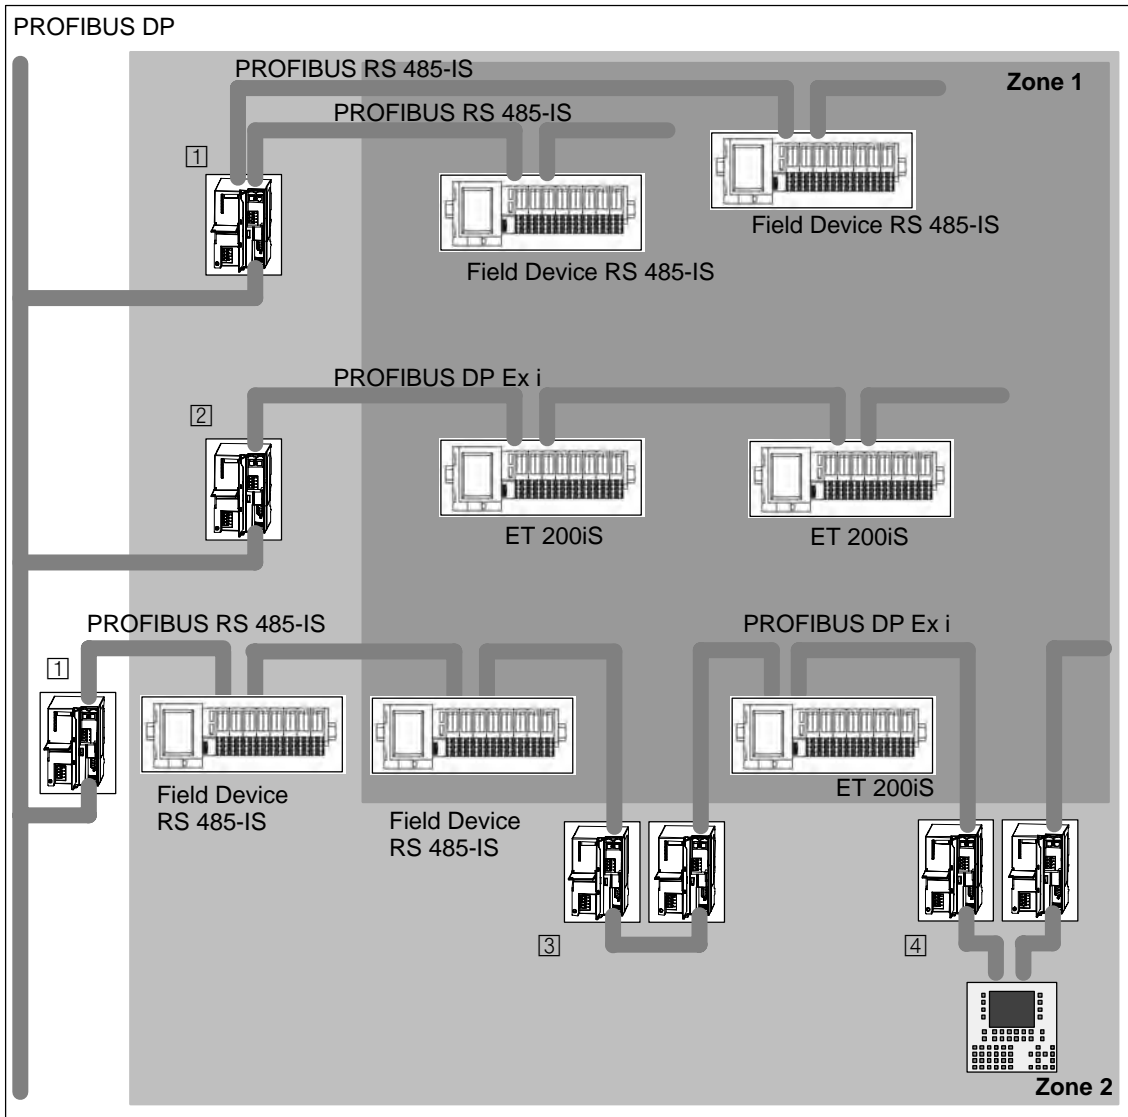 PROFIBUS DP
PROFIBUS RS 485-IS
Zone 1
PROFIBUS RS 485-IS
1
Field Device RS 485-IS
Field Device RS 485-IS
PROFIBUS DP Ex i
2
ET 200iS
ET 200iS
PROFIBUS RS 485-IS
PROFIBUS DP Ex i
1
ET 200iS
Field Device
RS 485-IS
Field Device
RS 485-IS
3
4
Zone 2